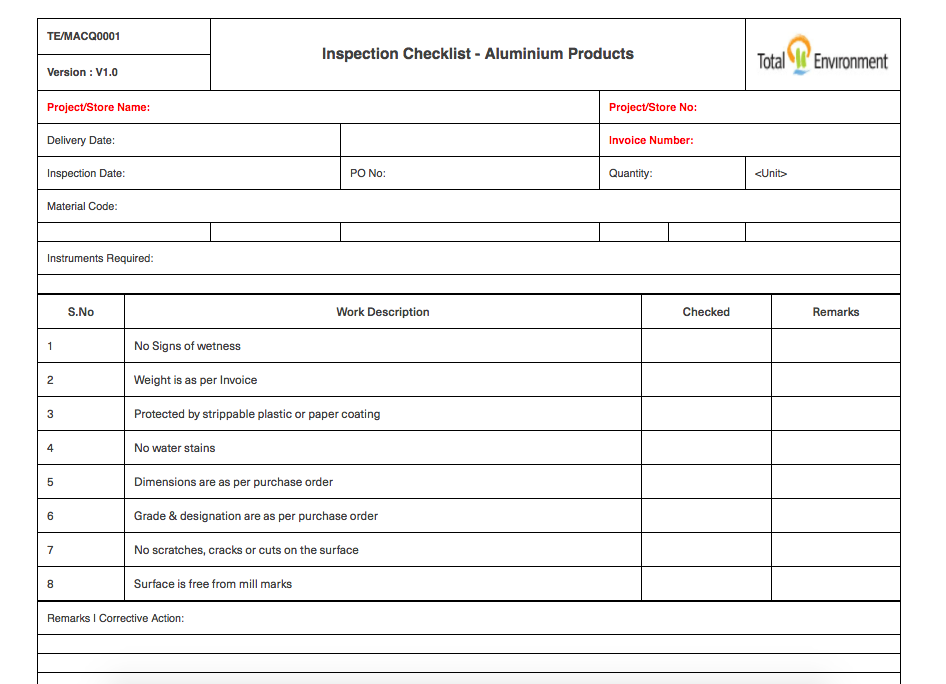 TE/MACQ0001
Version : V1.0
Inspection Checklist - Aluminium Products
Total Environment
Project/Store Name:
Project/Store No:
Delivery Date:
Invoice Number:
Inspection Date:
PO No:
Quantity:
<Unit>
Material Code:
Instruments Required:
S.No Work Description Checked Remarks
1 No Signs of wetness
2 Weight is as per Invoice
3 Protected by strippable plastic or paper coating
4 No water stains
5 Dimensions are as per purchase order
6 Grade & designation are as per purchase order
7 No scratches, cracks or cuts on the surface
8 Surface is free from mill marks
Remarks I Corrective Action: